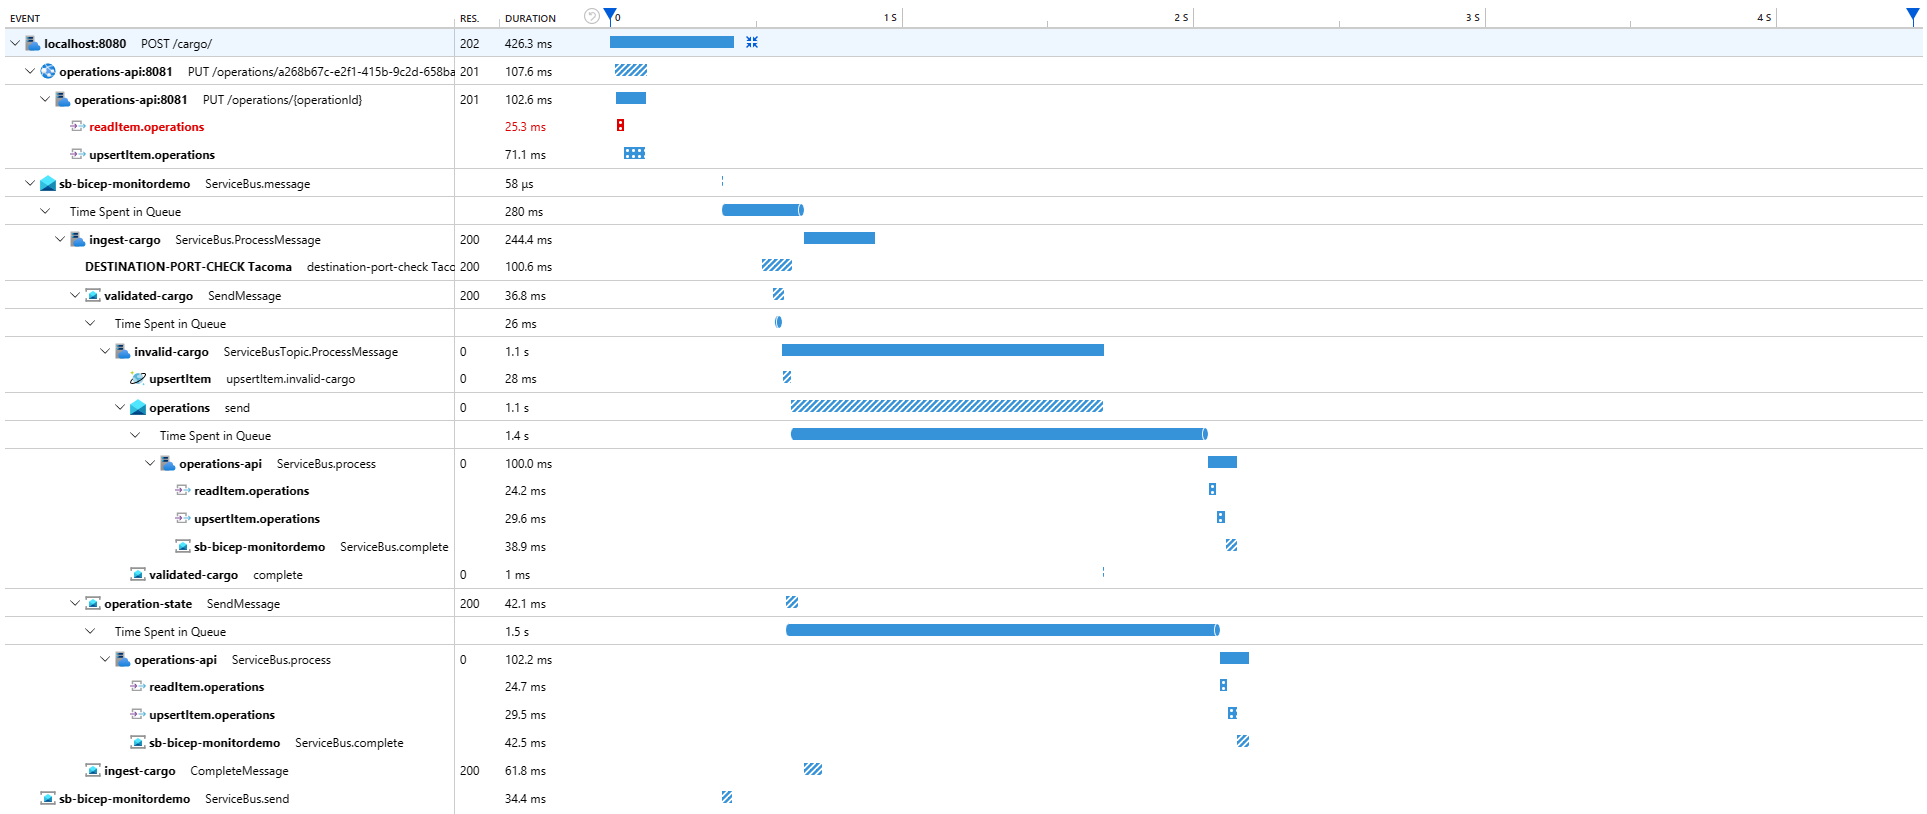 EVENT RES. DURATION 0 1 S 2 S 3 S 4 S
localhost:8080 POST /cargo/ 202 426.3 ms
operations-api:8081 PUT /operations/a268b67c-e2f1-415b-9c2d-658ba 201 107.6 ms
operations-api:8081 PUT /operations/{operationId} 201 102.6 ms
readItem.operations 25.3 ms
upsertItem.operations 71.1 ms
sb-bicep-monitordemo ServiceBus.message 58 µs
Time Spent in Queue 280 ms
ingest-cargo ServiceBus.ProcessMessage 200 244.4 ms
DESTINATION-PORT-CHECK Tacoma destination-port-check Taco 200 100.6 ms
validated-cargo SendMessage 200 36.8 ms
Time Spent in Queue 26 ms
invalid-cargo ServiceBusTopic.ProcessMessage 0 1.1 s
upsertItem upsertItem.invalid-cargo 0 28 ms
operations send 0 1.1 s
Time Spent in Queue 1.4 s
operations-api ServiceBus.process 0 100.0 ms
readItem.operations 24.2 ms
upsertItem.operations 29.6 ms
sb-bicep-monitordemo ServiceBus.complete 38.9 ms
validated-cargo complete 0 1 ms
operation-state SendMessage 200 42.1 ms
Time Spent in Queue 1.5 s
operations-api ServiceBus.process 0 102.2 ms
readItem.operations 24.7 ms
upsertItem.operations 29.5 ms
sb-bicep-monitordemo ServiceBus.complete 42.5 ms
ingest-cargo CompleteMessage 200 61.8 ms
sb-bicep-monitordemo ServiceBus.send 34.4 ms